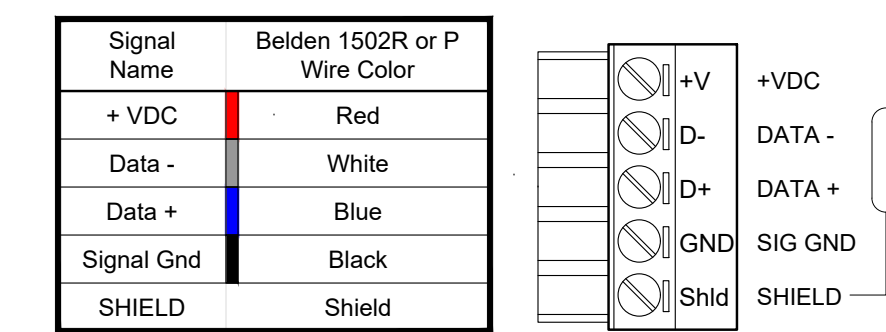 Signal Name
Belden 1502R or P Wire Color
+ VDC
Red
Data -
White
Data +
Blue
Signal Gnd
Black
SHIELD
Shield
+V
+VDC
D-
DATA -
D+
DATA +
GND
SIG GND
Shld
SHIELD